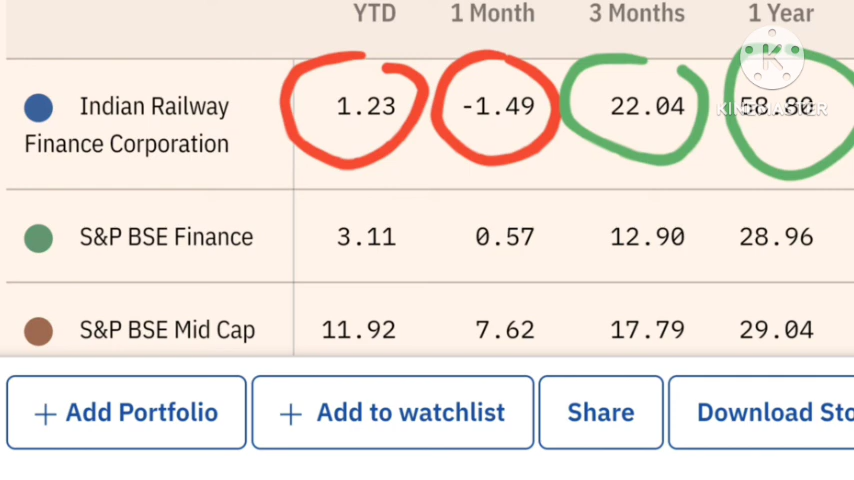 YTD 1 Month 3 Months 1 Year
Indian Railway 1.23 -1.49 22.04
Finance Corporation
KINEMASTER
S&P BSE Finance 3.11 0.57 12.90 28.96
S&P BSE Mid Cap 11.92 7.62 17.79 29.04
+ Add Portfolio + Add to watchlist Share Download Sto